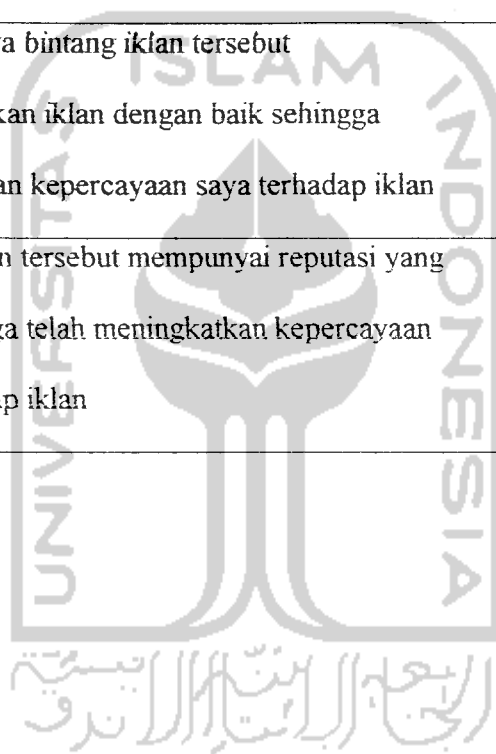 a bintang iklan tersebut
kan iklan dengan baik sehingga
an kepercayaan saya terhadap iklan
n tersebut mempunyai reputasi yang
a telah meningkatkan kepercayaan
p iklan
UNIVERSITAS
ISLAM
INDONESIA